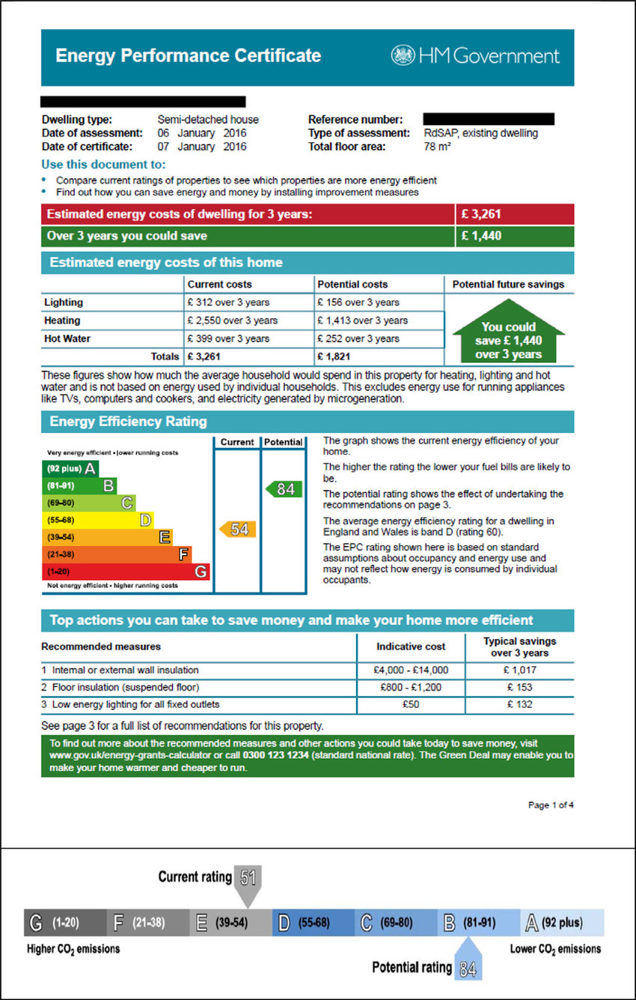 Energy Performance Certificate
HM Government
Dwelling type: Semi-detached house
Date of assessment: 06 January 2016
Date of certificate: 07 January 2016
Reference number:
Type of assessment: RdSAP, existing dwelling
Total floor area: 78 m²
Use this document to:
• Compare current ratings of properties to see which properties are more energy efficient
• Find out how you can save energy and money by installing improvement measures
Estimated energy costs of dwelling for 3 years: £ 3,261
Over 3 years you could save £ 1,440
Estimated energy costs of this home
Current costs Potential costs Potential future savings
Lighting £ 312 over 3 years £ 156 over 3 years
Heating £ 2,550 over 3 years £ 1,413 over 3 years
Hot Water £ 399 over 3 years £ 252 over 3 years
Totals £ 3,261 £ 1,821
You could
save £ 1,440
over 3 years
These figures show how much the average household would spend in this property for heating, lighting and hot
water and is not based on energy used by individual households. This excludes energy use for running appliances
like TVs, computers and cookers, and electricity generated by microgeneration.
Energy Efficiency Rating
Current Potential
Very energy efficient • lower running costs
(92 plus) A
(81-91) B
(69-80) C
(55-68) D
(39-54) E
(21-38) F
(1-20) G
Not energy efficient • higher running costs
54
84
The graph shows the current energy efficiency of your
home.
The higher the rating the lower your fuel bills are likely to
be.
The potential rating shows the effect of undertaking the
recommendations on page 3.
The average energy efficiency rating for a dwelling in
England and Wales is band D (rating 60).
The EPC rating shown here is based on standard
assumptions about occupancy and energy use and
may not reflect how energy is consumed by individual
occupants.
Top actions you can take to save money and make your home more efficient
Recommended measures Indicative cost Typical savings
over 3 years
1 Internal or external wall insulation £4,000 - £14,000 £ 1,017
2 Floor insulation (suspended floor) £800 - £1,200 £ 153
3 Low energy lighting for all fixed outlets £50 £ 132
See page 3 for a full list of recommendations for this property.
To find out more about the recommended measures and other actions you could take today to save money, visit
www.gov.uk/energy-grants-calculator or call 0300 123 1234 (standard national rate). The Green Deal may enable you to
make your home warmer and cheaper to run.
Page 1 of 4
Current rating 51
G (1-20) F (21-38) E (39-54) D (55-68) C (69-80) B (81-91) A (92 plus)
Higher CO₂ emissions Lower CO₂ emissions
Potential rating 84